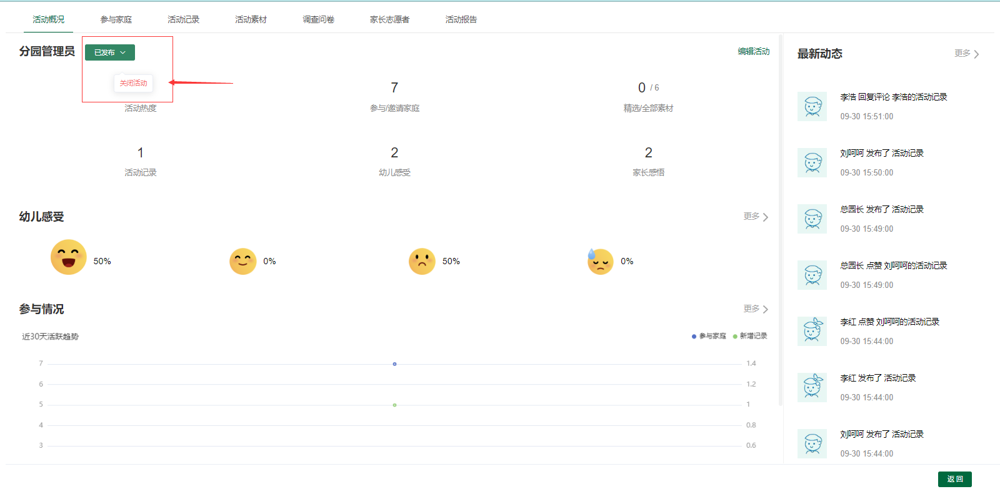 活动概况 参与家庭 活动记录 活动素材 调查问卷 家长志愿者 活动报告
分园管理员 已发布 编辑活动
关闭活动
7 0 / 6
活动热度 参与/邀请家庭 精选/全部素材
1 2 2
活动记录 幼儿感受 家长感悟
幼儿感受 更多
50% 0% 50% 0%
参与情况 更多
近30天活跃趋势 参与家庭 新增记录
7 1.4
6 1.2
5 1
4 0.8
3 0.6
最新动态 更多
李浩 回复评论 李浩的活动记录
09-30 15:51:00
刘呵呵 发布了 活动记录
09-30 15:50:00
总园长 发布了 活动记录
09-30 15:49:00
总园长 点赞 刘呵呵的活动记录
09-30 15:49:00
李红 点赞 刘呵呵的活动记录
09-30 15:44:00
李红 发布了 活动记录
09-30 15:44:00
刘呵呵 发布了 活动记录
09-30 15:44:00
返回